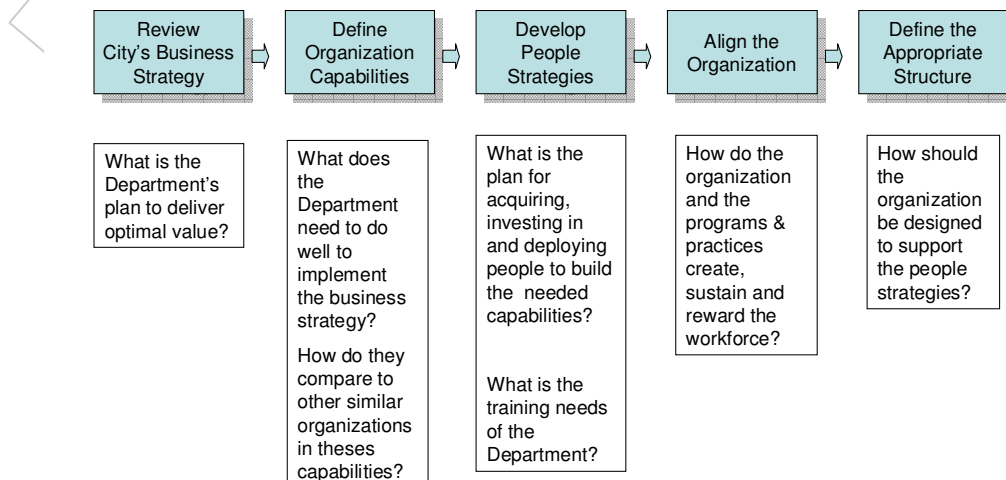 Review
City's Business
Strategy
Define
Organization
Capabilities
Develop
People
Strategies
Align the
Organization
Define the
Appropriate
Structure
What is the
Department's
plan to deliver
optimal value?
What does
the
Department
need to do
well to
implement
the business
strategy?
How do they
compare to
other similar
organizations
in theses
capabilities?
What is the
plan for
acquiring,
investing in
and deploying
people to build
the needed
capabilities?
What is the
training needs
of the
Department?
How do the
organization
and the
programs &
practices
create,
sustain and
reward the
workforce?
How should
the
organization
be designed
to support
the people
strategies?